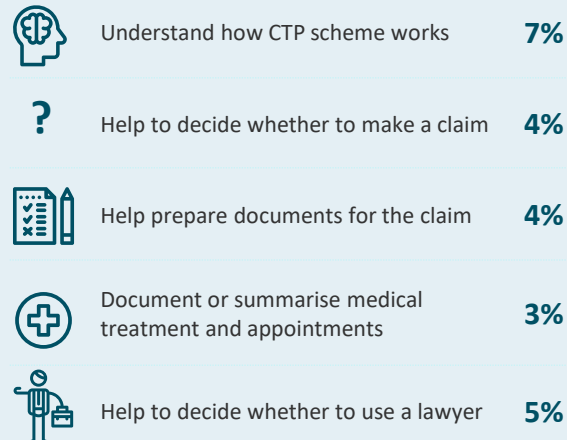 Understand how CTP scheme works 7%
? Help to decide whether to make a claim 4%
Help prepare documents for the claim 4%
Document or summarise medical
treatment and appointments 3%
Help to decide whether to use a lawyer 5%